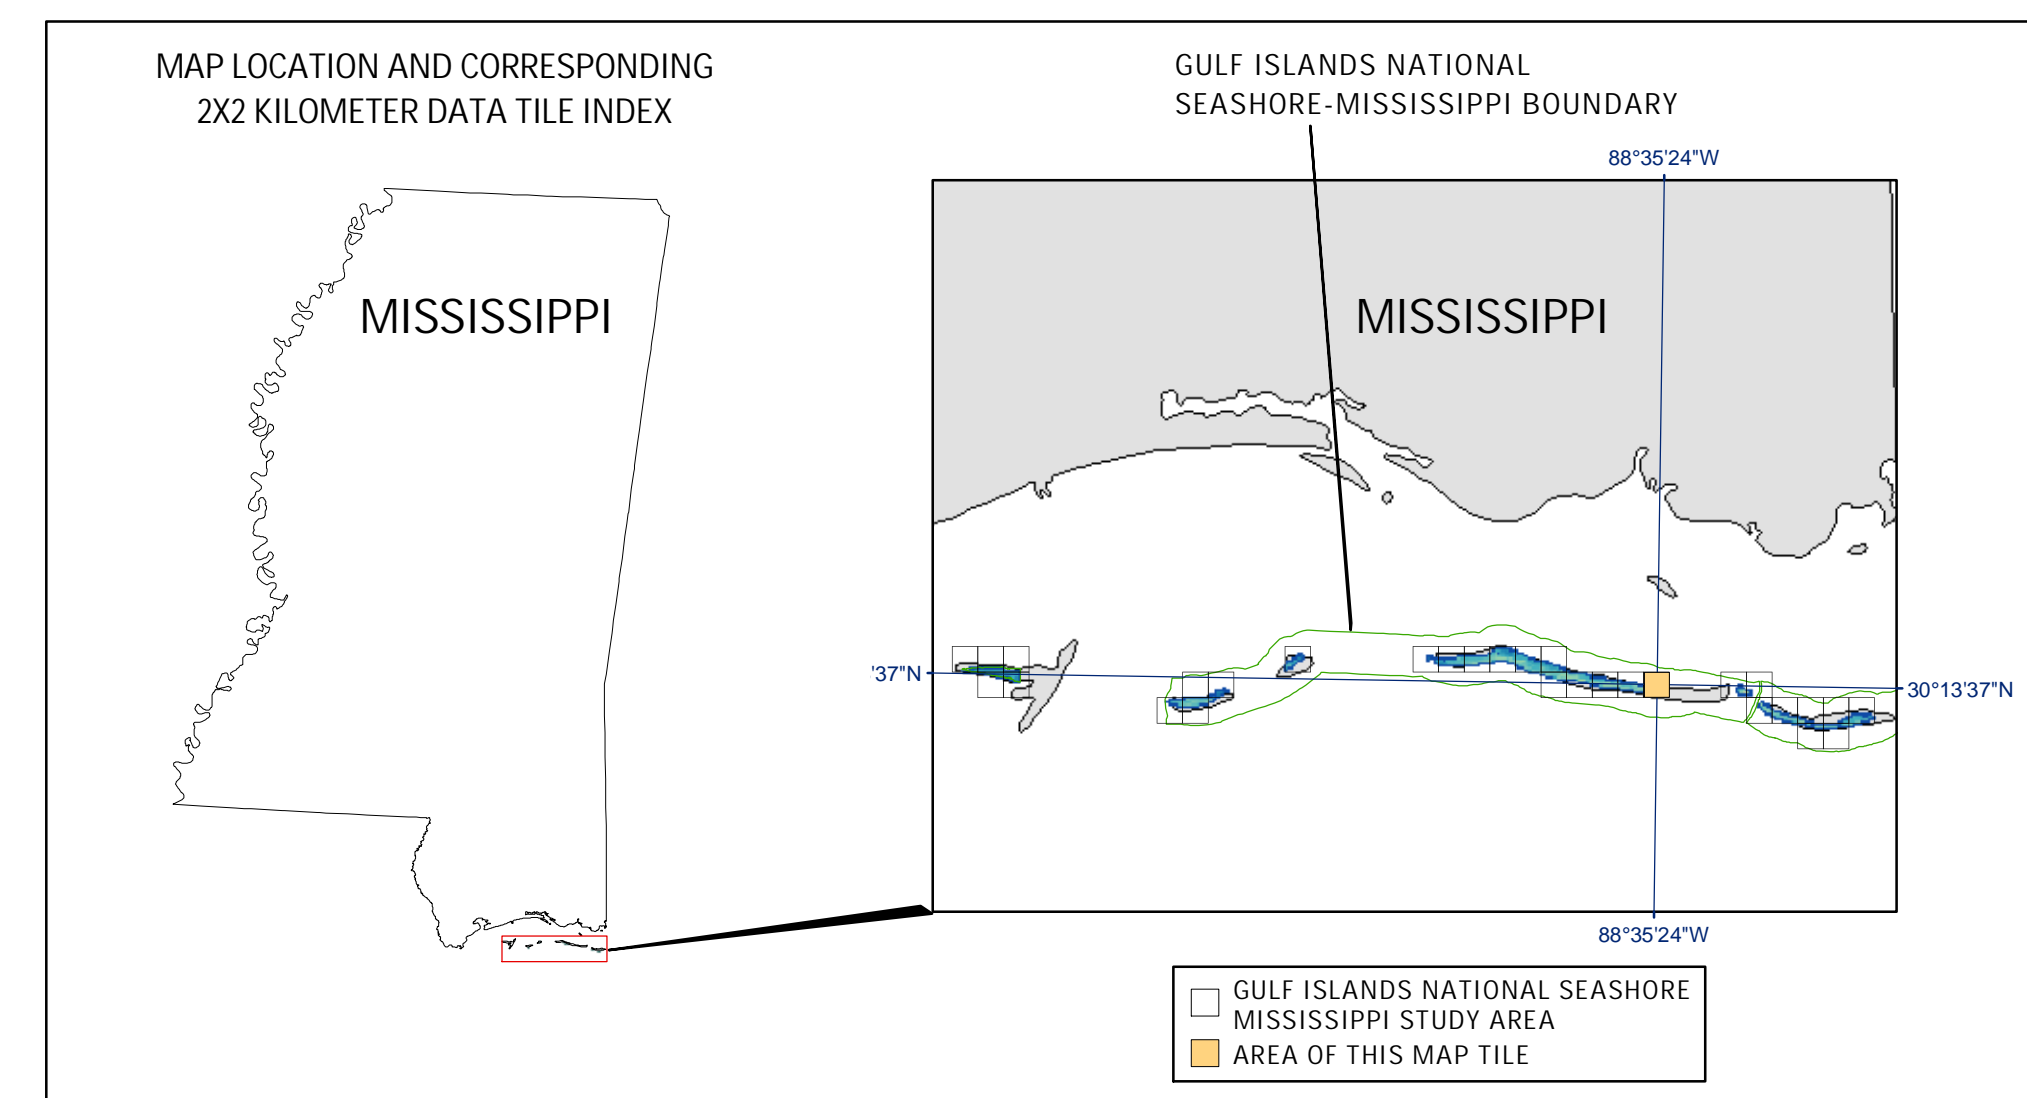 MAP LOCATION AND CORRESPONDING
2X2 KILOMETER DATA TILE INDEX
GULF ISLANDS NATIONAL
SEASHORE-MISSISSIPPI BOUNDARY
88°35'24"W
MISSISSIPPI
MISSISSIPPI
'37"N
30°13'37"N
88°35'24"W
GULF ISLANDS NATIONAL SEASHORE
MISSISSIPPI STUDY AREA
AREA OF THIS MAP TILE